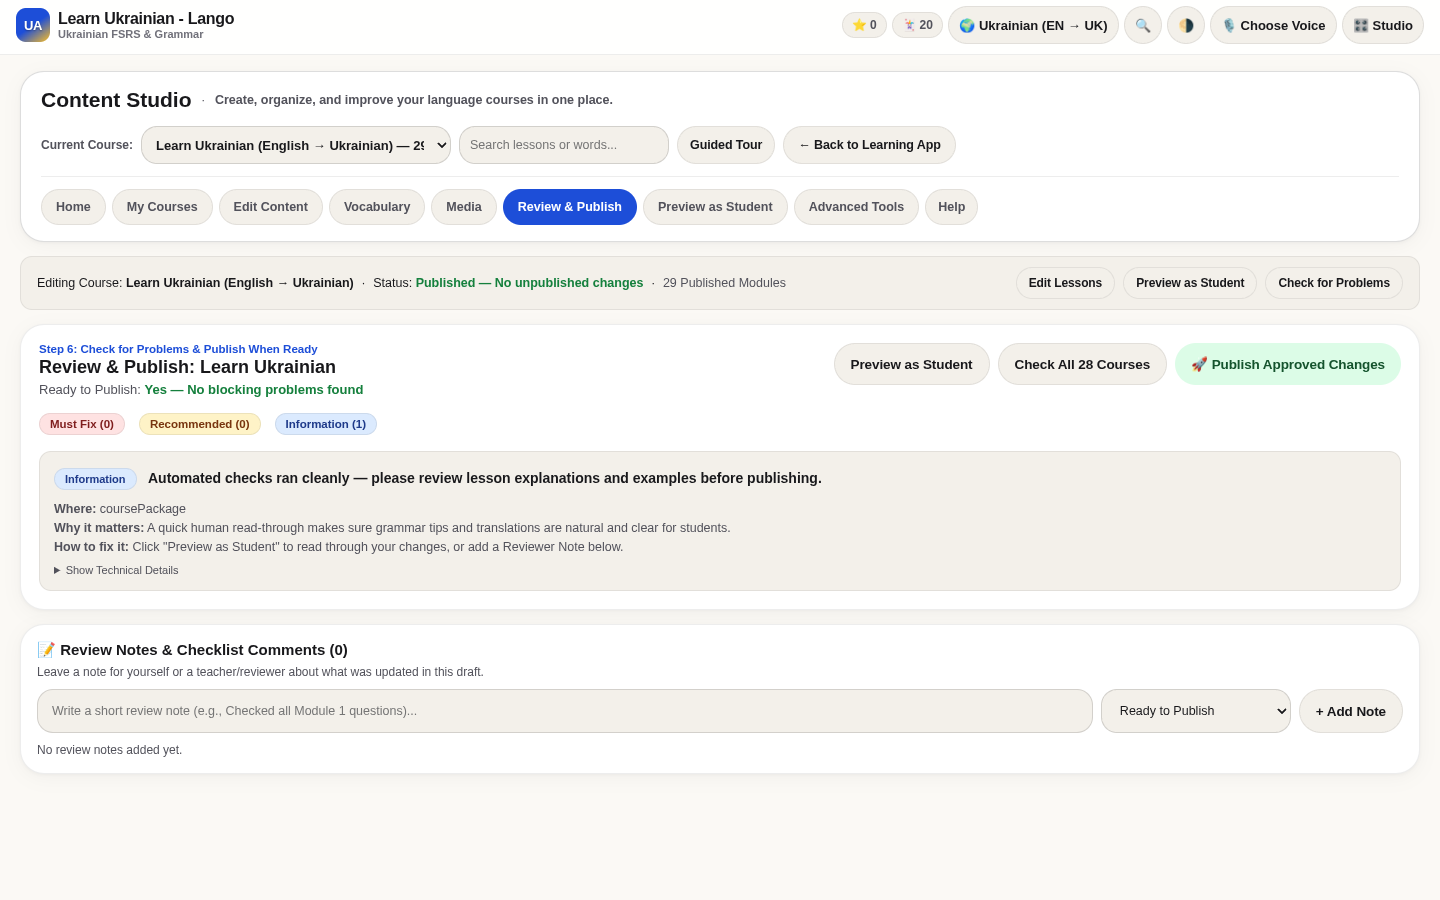 UA
Learn Ukrainian - Lango
Ukrainian FSRS & Grammar
⭐ 0
🃏 20
🌍 Ukrainian (EN → UK)
🔍
🌗
🎙️ Choose Voice
🎛️ Studio
Content Studio · Create, organize, and improve your language courses in one place.
Current Course:
Learn Ukrainian (English → Ukrainian) — 29
Search lessons or words...
Guided Tour
← Back to Learning App
Home
My Courses
Edit Content
Vocabulary
Media
Review & Publish
Preview as Student
Advanced Tools
Help
Editing Course: Learn Ukrainian (English → Ukrainian) · Status: Published — No unpublished changes · 29 Published Modules
Edit Lessons
Preview as Student
Check for Problems
Step 6: Check for Problems & Publish When Ready
Review & Publish: Learn Ukrainian
Ready to Publish: Yes — No blocking problems found
Preview as Student
Check All 28 Courses
🚀 Publish Approved Changes
Must Fix (0)
Recommended (0)
Information (1)
Information
Automated checks ran cleanly — please review lesson explanations and examples before publishing.
Where: coursePackage
Why it matters: A quick human read-through makes sure grammar tips and translations are natural and clear for students.
How to fix it: Click "Preview as Student" to read through your changes, or add a Reviewer Note below.
▶ Show Technical Details
📝 Review Notes & Checklist Comments (0)
Leave a note for yourself or a teacher/reviewer about what was updated in this draft.
Write a short review note (e.g., Checked all Module 1 questions)...
Ready to Publish
+ Add Note
No review notes added yet.